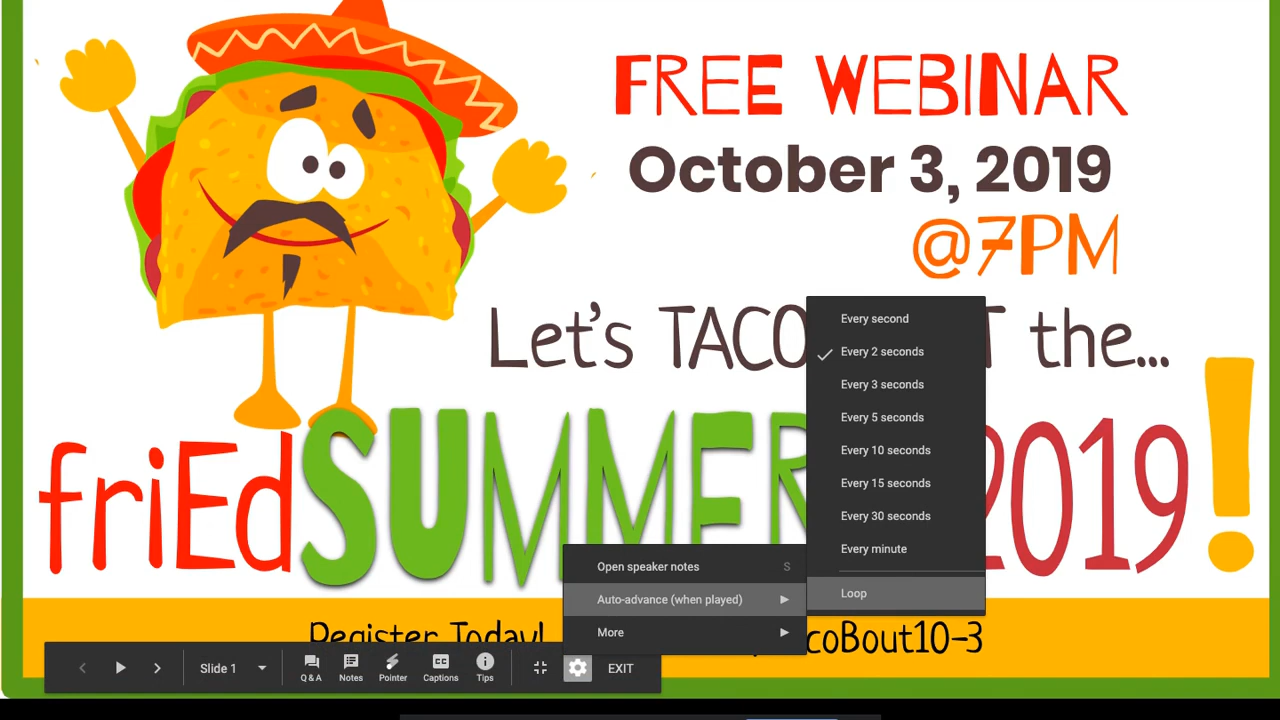 FREE WEBINAR
October 3, 2019
@7PM
Let's TACO T the...
friEdSUMMER 2019!
Register Today! coBout10-3
Every second
Every 2 seconds
Every 3 seconds
Every 5 seconds
Every 10 seconds
Every 15 seconds
Every 30 seconds
Every minute
Loop
Open speaker notes S
Auto-advance (when played)
More
Slide 1
Q & A
Notes
Pointer
Captions
Tips
EXIT